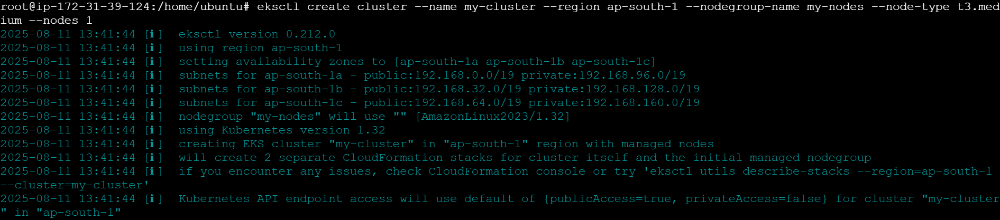 root@ip-172-31-39-124:/home/ubuntu# eksctl create cluster --name my-cluster --region ap-south-1 --nodegroup-name my-nodes --node-type t3.med
ium --nodes 1
2025-08-11 13:41:44 [ℹ]  eksctl version 0.212.0
2025-08-11 13:41:44 [ℹ]  using region ap-south-1
2025-08-11 13:41:44 [ℹ]  setting availability zones to [ap-south-1a ap-south-1b ap-south-1c]
2025-08-11 13:41:44 [ℹ]  subnets for ap-south-1a - public:192.168.0.0/19 private:192.168.96.0/19
2025-08-11 13:41:44 [ℹ]  subnets for ap-south-1b - public:192.168.32.0/19 private:192.168.128.0/19
2025-08-11 13:41:44 [ℹ]  subnets for ap-south-1c - public:192.168.64.0/19 private:192.168.160.0/19
2025-08-11 13:41:44 [ℹ]  nodegroup "my-nodes" will use "" [AmazonLinux2023/1.32]
2025-08-11 13:41:44 [ℹ]  using Kubernetes version 1.32
2025-08-11 13:41:44 [ℹ]  creating EKS cluster "my-cluster" in "ap-south-1" region with managed nodes
2025-08-11 13:41:44 [ℹ]  will create 2 separate CloudFormation stacks for cluster itself and the initial managed nodegroup
2025-08-11 13:41:44 [ℹ]  if you encounter any issues, check CloudFormation console or try 'eksctl utils describe-stacks --region=ap-south-1
--cluster=my-cluster'
2025-08-11 13:41:44 [ℹ]  Kubernetes API endpoint access will use default of {publicAccess=true, privateAccess=false} for cluster "my-cluster
" in "ap-south-1"